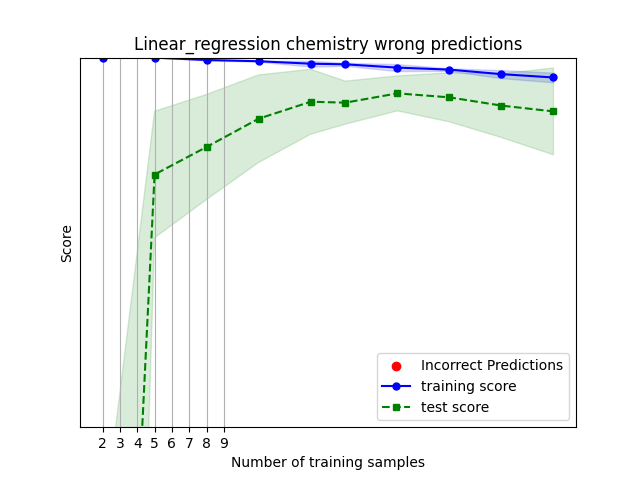 Linear_regression chemistry wrong predictions
Score
Incorrect Predictions
training score
test score
2 3 4 5 6 7 8 9
Number of training samples